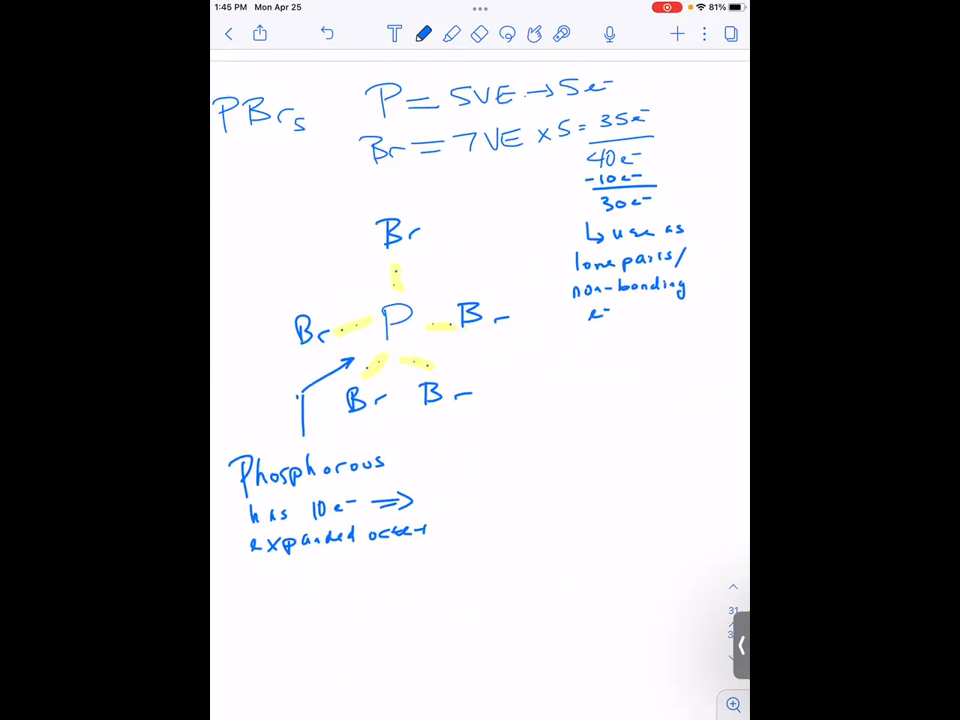 1:45 PM Mon Apr 25
81%
PBr5
P = 5VE → 5e-
Br = 7VE x 5 = 35e-
40e-
-10e-
30e-
↳ use as
lone pairs/
non-bonding
e-
Br
Br P Br
Br Br
Phosphorous
has 10e- ⇒
expanded octet
31